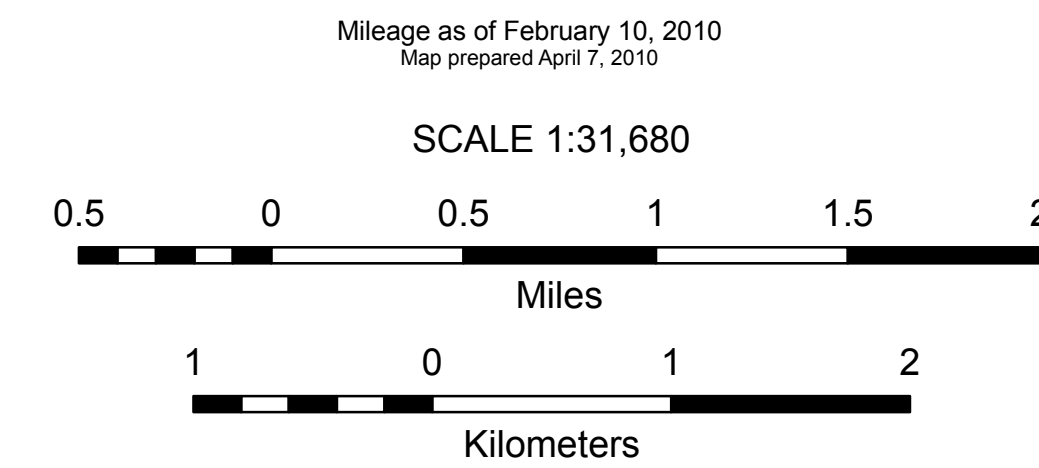 Mileage as of February 10, 2010
Map prepared April 7, 2010
SCALE 1:31,680
0.5 0 0.5 1 1.5 2
Miles
1 0 1 2
Kilometers